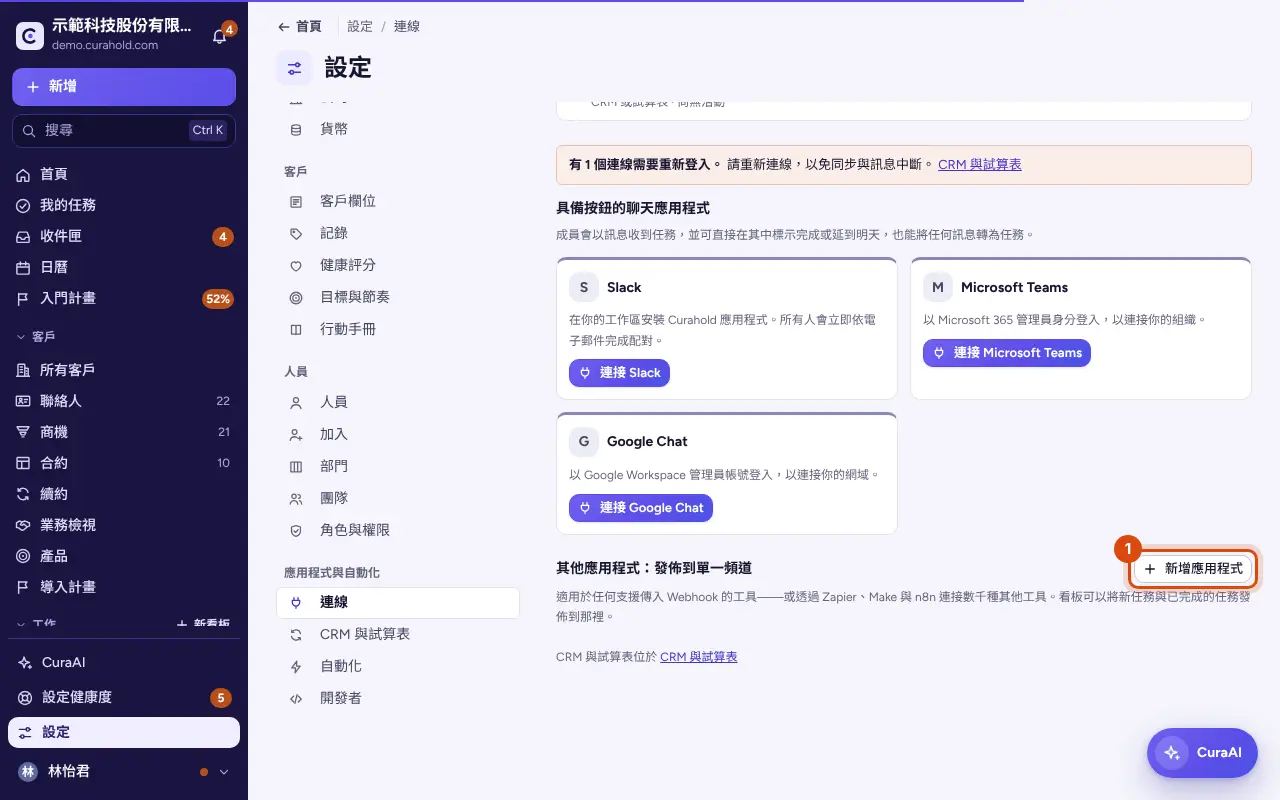 示範科技股份有限...
demo.curahold.com
4
新增
搜尋
Ctrl K
首頁
我的任務
收件匣
4
日曆
入門計畫
52%
客戶
所有客戶
聯絡人
22
商機
21
合約
10
續約
業務檢視
產品
導入計畫
工作
新看板
CuraAI
設定健康度
5
設定
林
林怡君
首頁
設定 / 連線
設定
貨幣
客戶
客戶欄位
記錄
健康評分
目標與節奏
行動手冊
人員
人員
加入
部門
團隊
角色與權限
應用程式與自動化
連線
CRM 與試算表
自動化
開發者
CRM 或試算表 · 尚無活動
有 1 個連線需要重新登入。 請重新連線，以免同步與訊息中斷。 CRM 與試算表
具備按鈕的聊天應用程式
成員會以訊息收到任務，並可直接在其中標示完成或延到明天，也能將任何訊息轉為任務。
S
Slack
在你的工作區安裝 Curahold 應用程式。所有人會立即依電
子郵件完成配對。
連接 Slack
M
Microsoft Teams
以 Microsoft 365 管理員身分登入，以連接你的組織。
連接 Microsoft Teams
G
Google Chat
以 Google Workspace 管理員帳號登入，以連接你的網域。
連接 Google Chat
其他應用程式：發佈到單一頻道
1
新增應用程式
適用於任何支援傳入 Webhook 的工具——或透過 Zapier、Make 與 n8n 連接數千種其他工具。看板可以將新任務與已完成的任務發
佈到那裡。
CRM 與試算表位於 CRM 與試算表
CuraAI